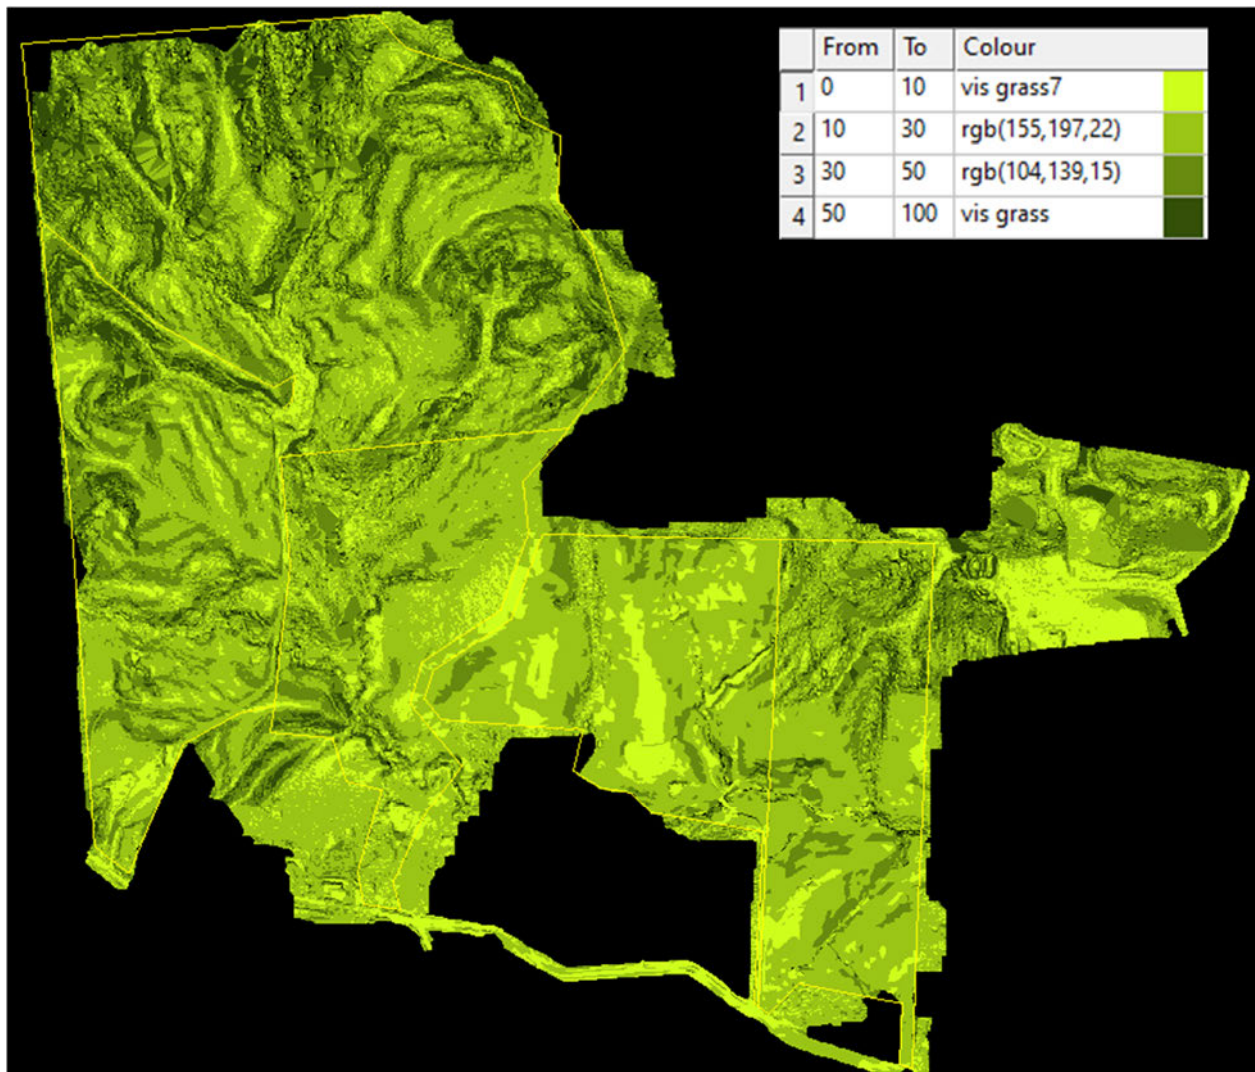 From To Colour
1 0 10 vis grass7
2 10 30 rgb(155,197,22)
3 30 50 rgb(104,139,15)
4 50 100 vis grass